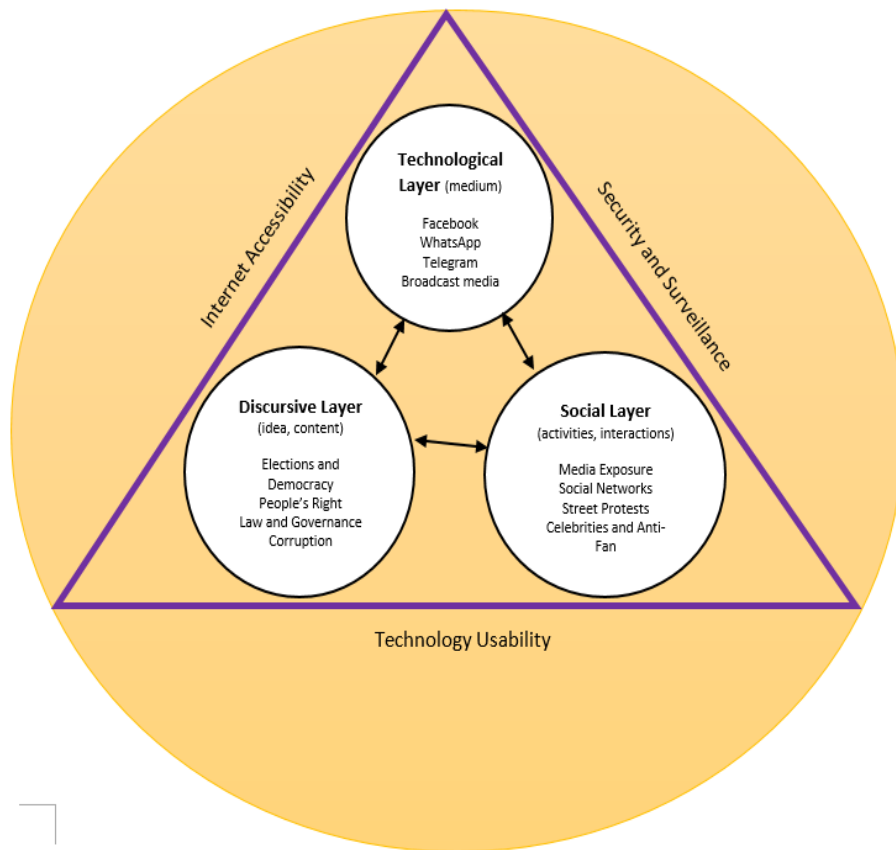 Technological
Layer (medium)
Facebook
WhatsApp
Telegram
Broadcast media
Internet Accessibility
Security and Surveillance
Discursive Layer
(idea, content)
Elections and
Democracy
People's Right
Law and Governance
Corruption
Social Layer
(activities, interactions)
Media Exposure
Social Networks
Street Protests
Celebrities and Anti-
Fan
Technology Usability